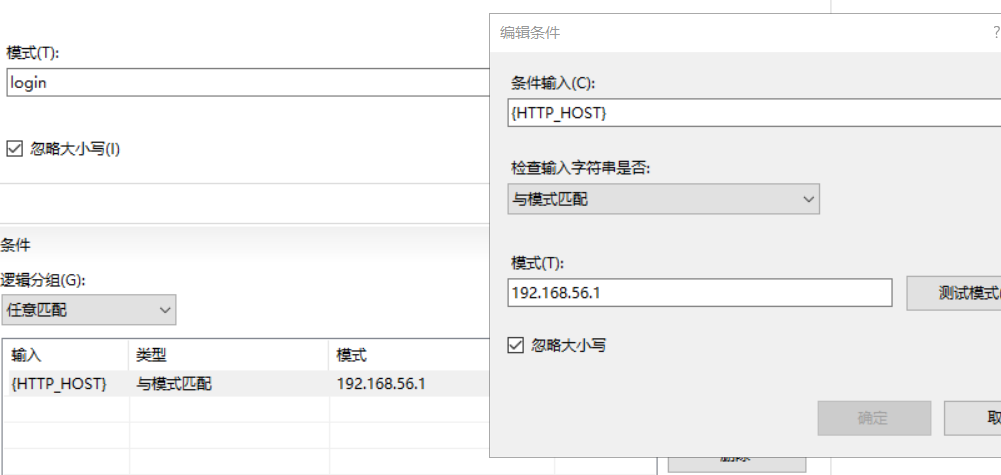 模式(T):
login
忽略大小写(I)
条件
逻辑分组(G):
任意匹配
输入 类型 模式
{HTTP_HOST} 与模式匹配 192.168.56.1
编辑条件 ?
条件输入(C):
{HTTP_HOST}
检查输入字符串是否:
与模式匹配
模式(T):
192.168.56.1
测试模式(
忽略大小写
确定